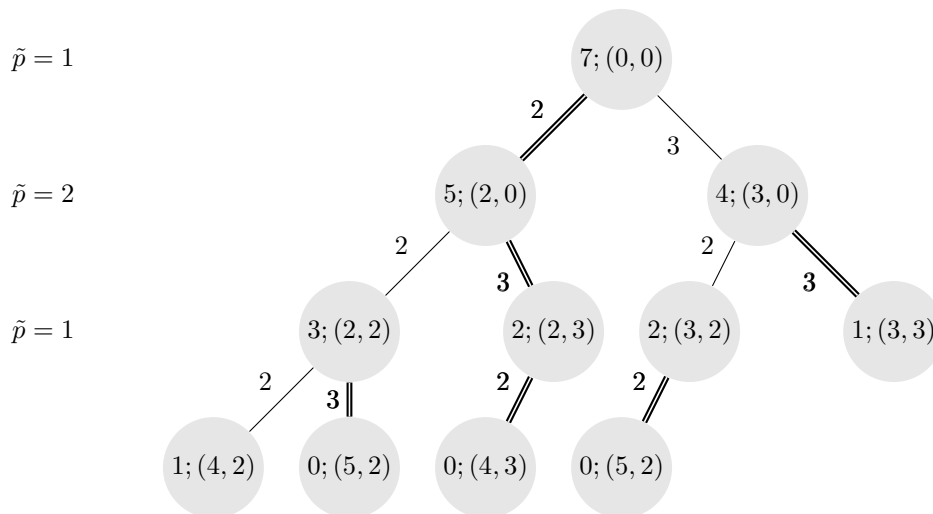 p̃ = 1 7; (0, 0)
2 3
p̃ = 2 5; (2, 0) 4; (3, 0)
2 3 2 3
p̃ = 1 3; (2, 2) 2; (2, 3) 2; (3, 2) 1; (3, 3)
2 3 2 2
1; (4, 2) 0; (5, 2) 0; (4, 3) 0; (5, 2)